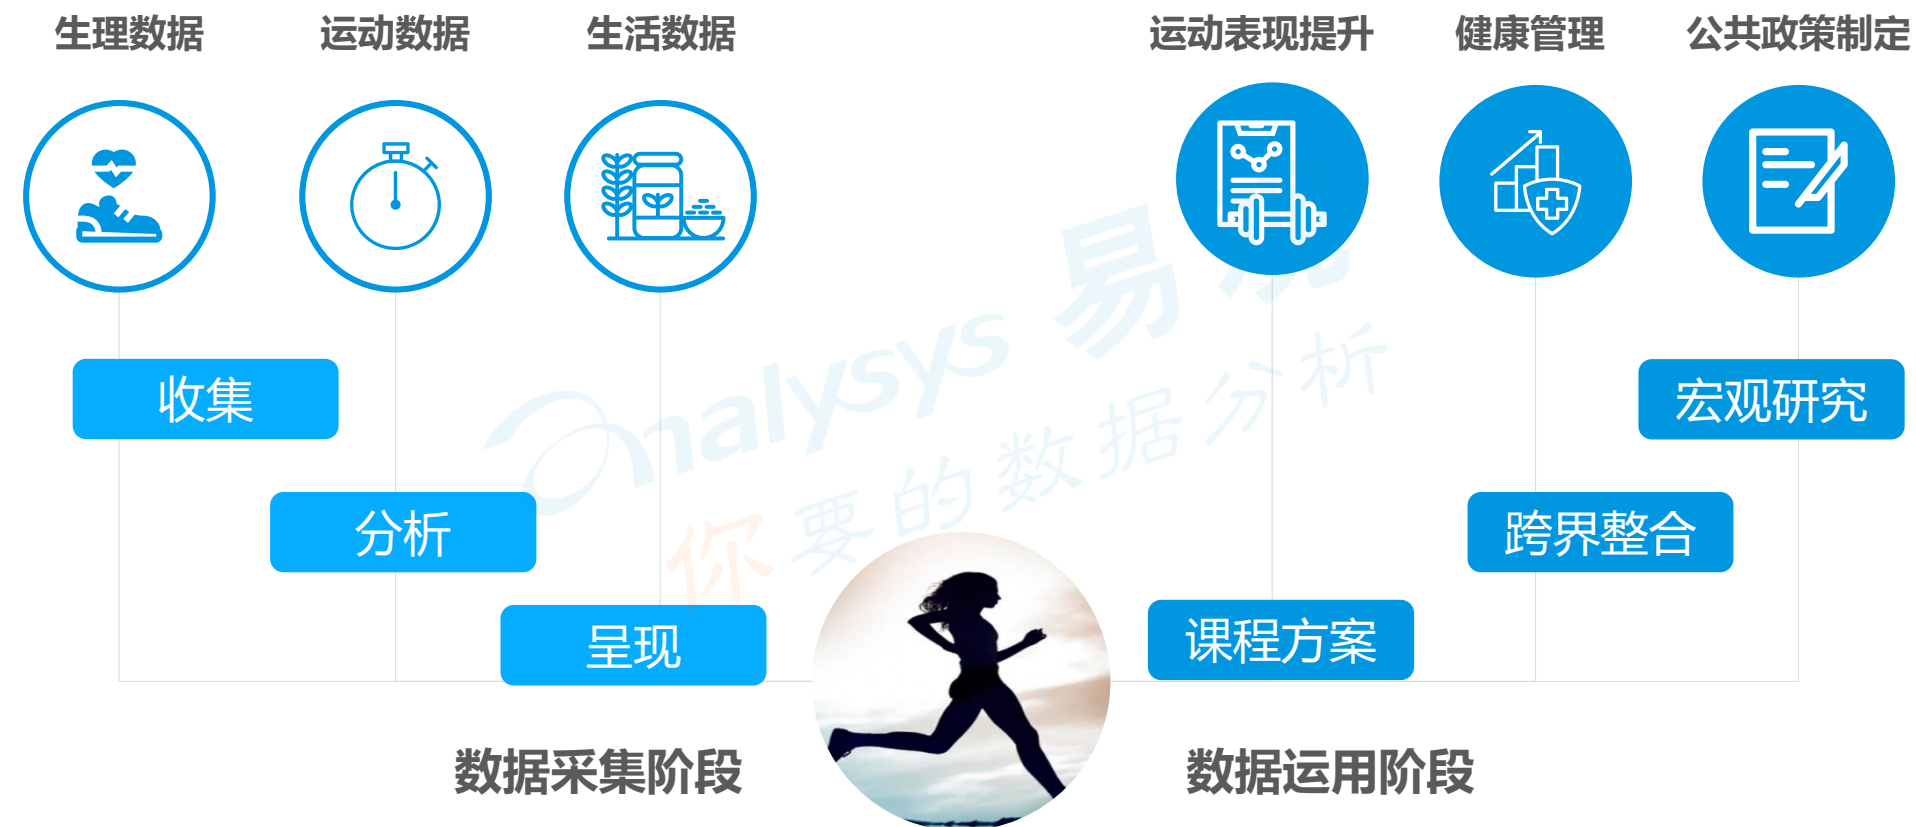 生理数据
运动数据
生活数据
运动表现提升
健康管理
公共政策制定
收集
宏观研究
分析
跨界整合
呈现
课程方案
数据采集阶段
数据运用阶段
analysys 易观
你要的数据分析